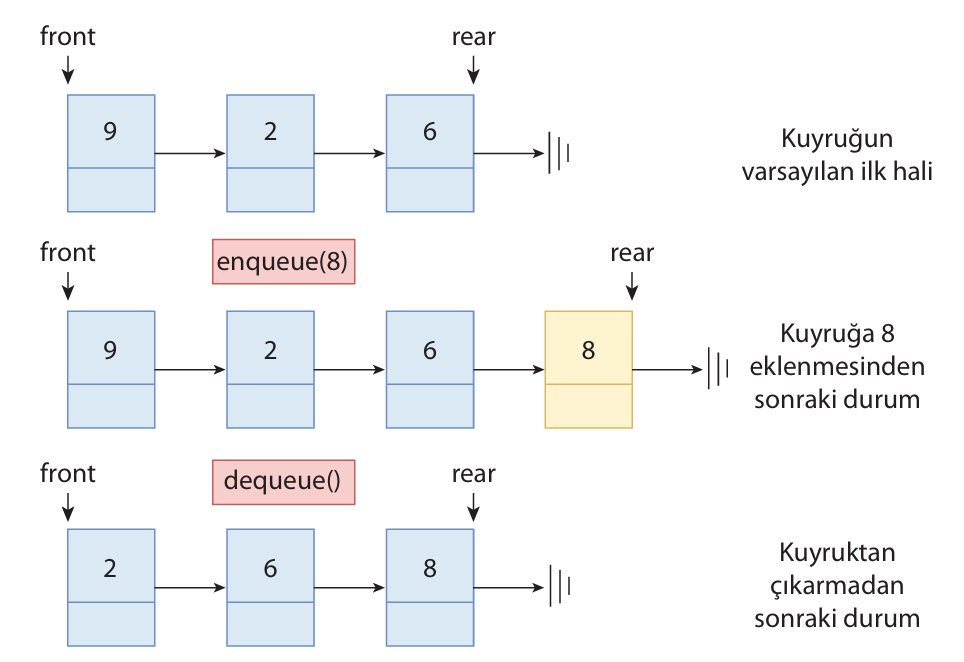 front
rear
9
2
6
Kuyruğun
varsayılan ilk hali
front
enqueue(8)
rear
9
2
6
8
Kuyruğa 8
eklenmesinden
sonraki durum
front
dequeue()
rear
2
6
8
Kuyruktan
çıkarmadan
sonraki durum